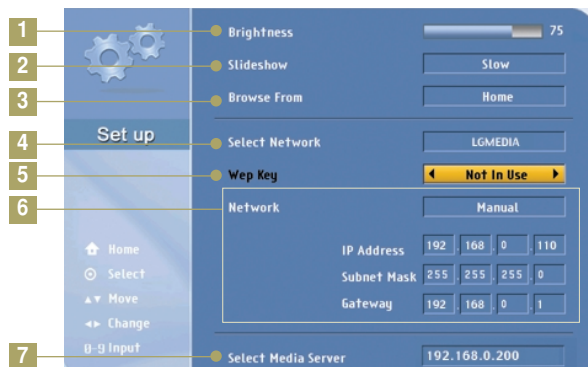 1 Brightness 75
2 Slideshow Slow
3 Browse From Home
Set up
4 Select Network LGMEDIA
5 Wep Key Not In Use
6 Network Manual
IP Address 192 . 168 . 0 . 110
Subnet Mask 255 . 255 . 255 . 0
Gateway 192 . 168 . 0 . 1
Home
Select
Move
Change
0-9 Input
7 Select Media Server 192.168.0.200